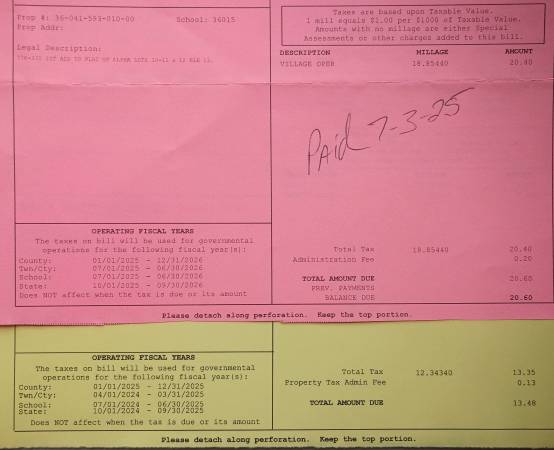 Prop #: 36-041-593-010-00 School: 36015
Prop Addr:
Legal Description:
Taxes are based upon Taxable Value.
1 mill equals $1.00 per $1000 of Taxable Value.
Amounts with no millage are either Special
Assessments or other charges added to this bill.
DESCRIPTION MILLAGE AMOUNT
VILLAGE OPER 18.85440 20.40
Paid 7-3-25
OPERATING FISCAL YEARS
The taxes on bill will be used for governmental
operations for the following fiscal year(s):
County: 01/01/2025 - 12/31/2026
Twn/Cty: 07/01/2025 - 06/30/2026
School: 07/01/2025 - 06/30/2026
State: 10/01/2025 - 09/30/2026
Does NOT affect when the tax is due or its amount
Total Tax 18.85440 20.40
Administration Fee 0.20
TOTAL AMOUNT DUE 20.60
PREV. PAYMENTS
BALANCE DUE 20.60
Please detach along perforation. Keep the top portion.
OPERATING FISCAL YEARS
The taxes on bill will be used for governmental
operations for the following fiscal year(s):
County: 01/01/2025 - 12/31/2025
Twn/Cty: 04/01/2024 - 03/31/2025
School: 07/01/2024 - 06/30/2025
State: 10/01/2024 - 09/30/2025
Does NOT affect when the tax is due or its amount
Total Tax 12.34340 13.35
Property Tax Admin Fee 0.13
TOTAL AMOUNT DUE 13.48
Please detach along perforation. Keep the top portion.